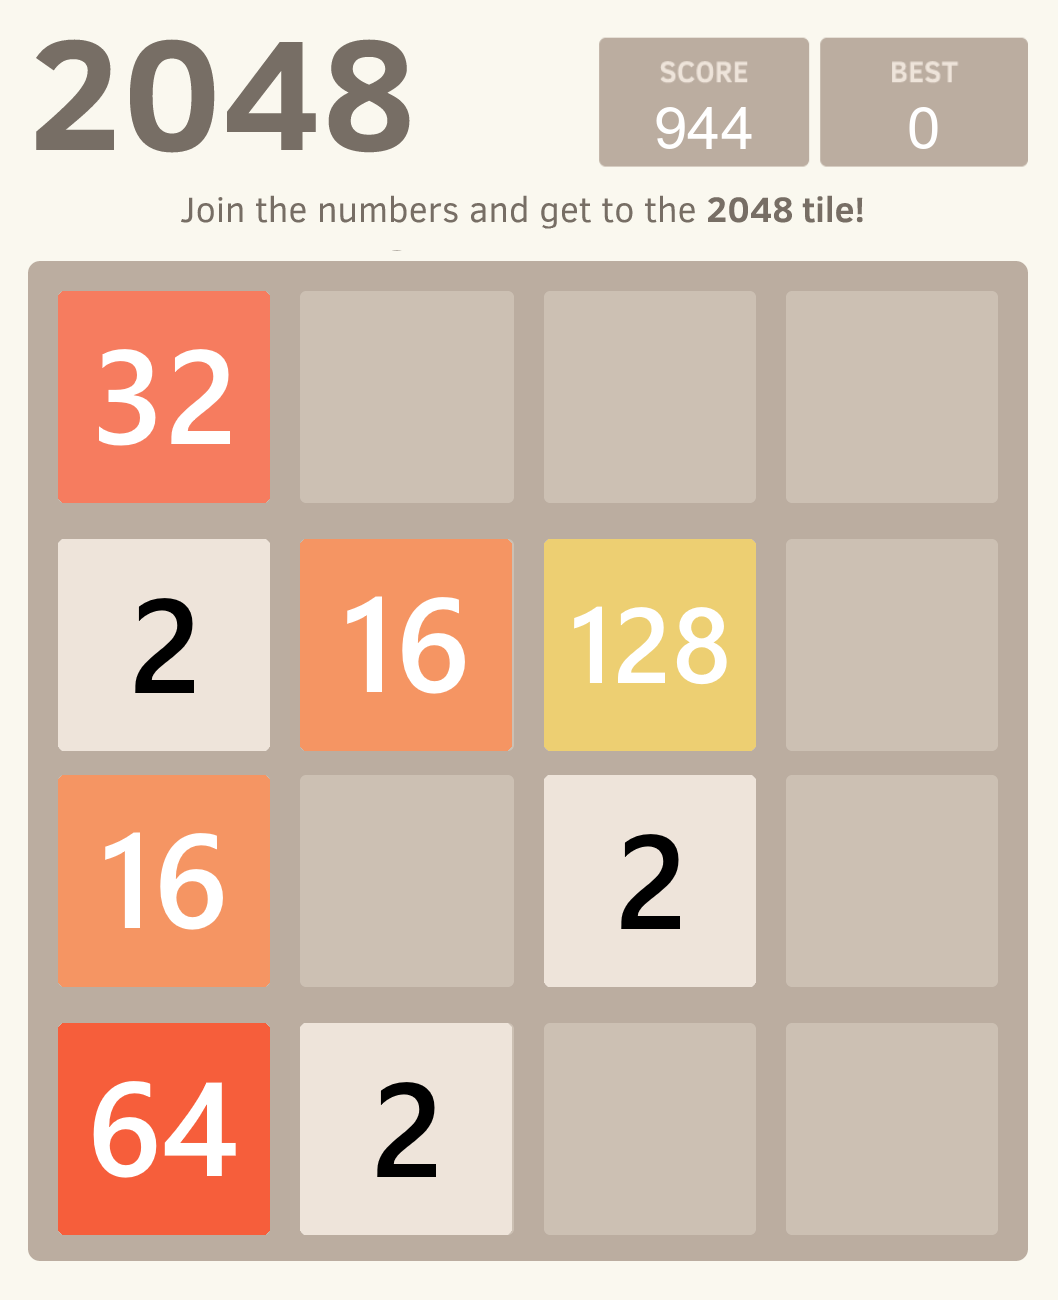 2048
SCORE
944
BEST
0
Join the numbers and get to the 2048 tile!
32
2 16 128
16 2
64 2